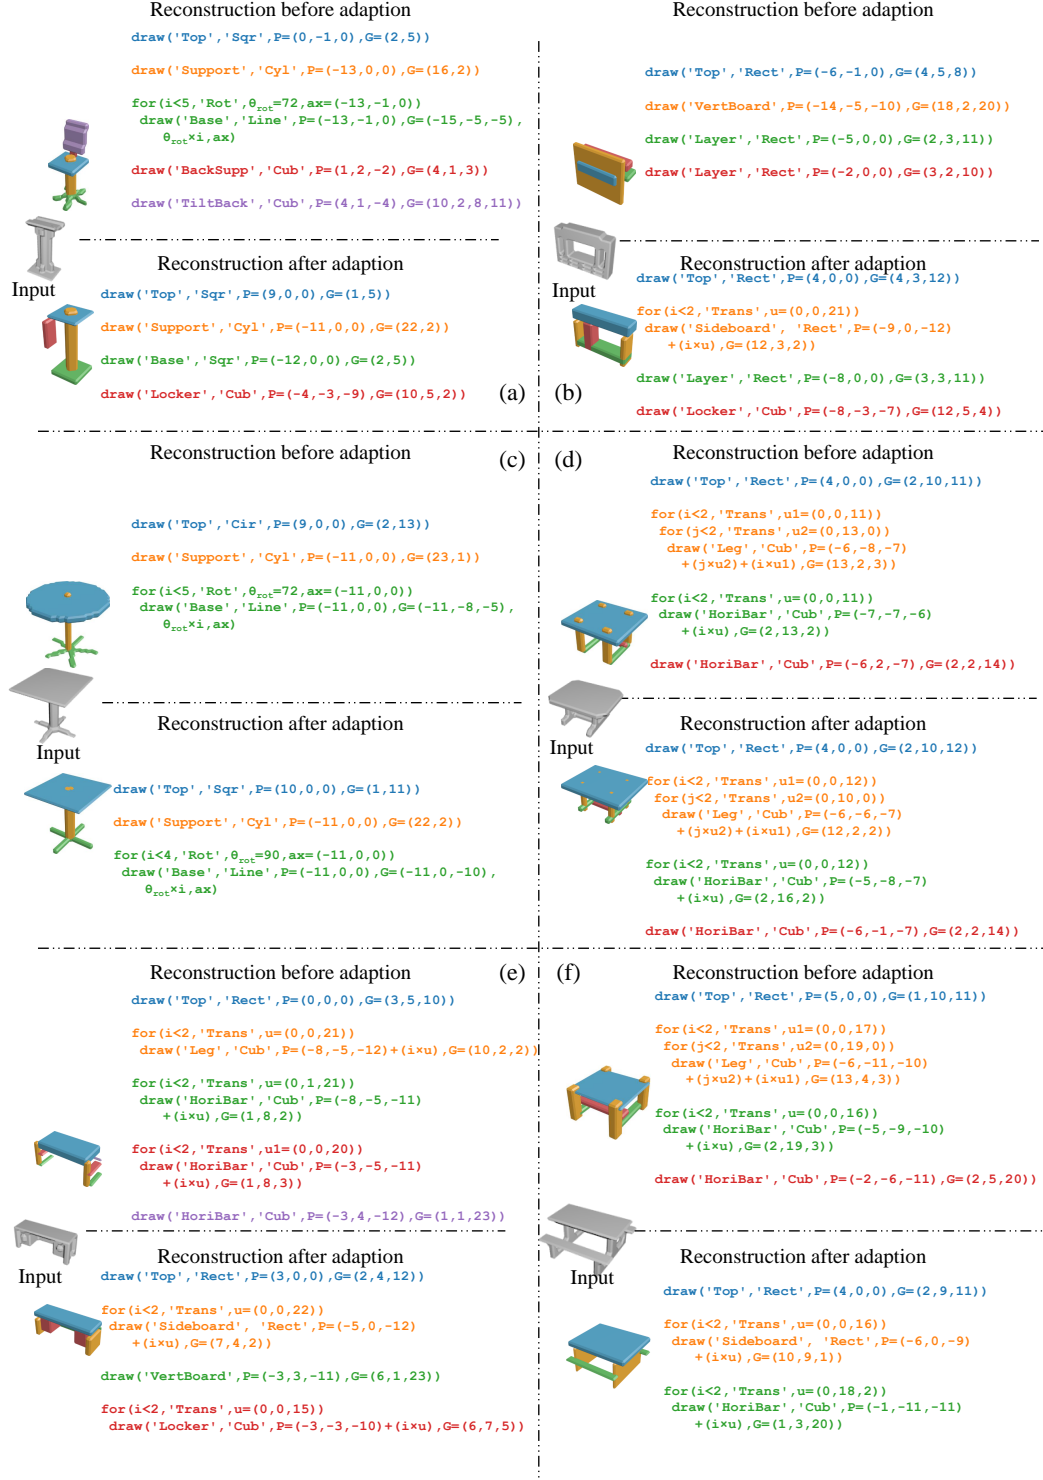 Reconstruction before adaption
draw('Top','Sqr',P=(0,-1,0),G=(2,5))
draw('Support','Cyl',P=(-13,0,0),G=(16,2))
for(i<5,'Rot',θrot=72,ax=(-13,-1,0))
draw('Base','Line',P=(-13,-1,0),G=(-15,-5,-5),
θrot×i,ax)
draw('BackSupp','Cub',P=(1,2,-2),G=(4,1,3))
draw('TiltBack','Cub',P=(4,1,-4),G=(10,2,8,11))
Input
Reconstruction after adaption
draw('Top','Sqr',P=(9,0,0),G=(1,5))
draw('Support','Cyl',P=(-11,0,0),G=(22,2))
draw('Base','Sqr',P=(-12,0,0),G=(2,5))
draw('Locker','Cub',P=(-4,-3,-9),G=(10,5,2))
(a)
Reconstruction before adaption
draw('Top','Rect',P=(-6,-1,0),G=(4,5,8))
draw('VertBoard',P=(-14,-5,-10),G=(18,2,20))
draw('Layer','Rect',P=(-5,0,0),G=(2,3,11))
draw('Layer','Rect',P=(-2,0,0),G=(3,2,10))
Input
Reconstruction after adaption
draw('Top','Rect',P=(4,0,0),G=(4,3,12))
for(i<2,'Trans',u=(0,0,21))
draw('Sideboard', 'Rect',P=(-9,0,-12)
+(i×u),G=(12,3,2))
draw('Layer','Rect',P=(-8,0,0),G=(3,3,11))
draw('Locker','Cub',P=(-8,-3,-7),G=(12,5,4))
(b)
Reconstruction before adaption
(c)
draw('Top','Cir',P=(9,0,0),G=(2,13))
draw('Support','Cyl',P=(-11,0,0),G=(23,1))
for(i<5,'Rot',θrot=72,ax=(-11,0,0))
draw('Base','Line',P=(-11,0,0),G=(-11,-8,-5),
θrot×i,ax)
Input
Reconstruction after adaption
draw('Top','Sqr',P=(10,0,0),G=(1,11))
draw('Support','Cyl',P=(-11,0,0),G=(22,2))
for(i<4,'Rot',θrot=90,ax=(-11,0,0))
draw('Base','Line',P=(-11,0,0),G=(-11,0,-10),
θrot×i,ax)
(d)
Reconstruction before adaption
draw('Top','Rect',P=(4,0,0),G=(2,10,11))
for(i<2,'Trans',u1=(0,0,11))
for(j<2,'Trans',u2=(0,13,0))
draw('Leg','Cub',P=(-6,-8,-7)
+(j×u2)+(i×u1),G=(13,2,3))
for(i<2,'Trans',u=(0,0,11))
draw('HoriBar','Cub',P=(-7,-7,-6)
+(i×u),G=(2,13,2))
draw('HoriBar','Cub',P=(-6,2,-7),G=(2,2,14))
Input
Reconstruction after adaption
draw('Top','Rect',P=(4,0,0),G=(2,10,12))
for(i<2,'Trans',u1=(0,0,12))
for(j<2,'Trans',u2=(0,10,0))
draw('Leg','Cub',P=(-6,-6,-7)
+(j×u2)+(i×u1),G=(12,2,2))
for(i<2,'Trans',u=(0,0,12))
draw('HoriBar','Cub',P=(-5,-8,-7)
+(i×u),G=(2,16,2))
draw('HoriBar','Cub',P=(-6,-1,-7),G=(2,2,14))
Reconstruction before adaption
(e)
draw('Top','Rect',P=(0,0,0),G=(3,5,10))
for(i<2,'Trans',u=(0,0,21))
draw('Leg','Cub',P=(-8,-5,-12)+(i×u),G=(10,2,2))
for(i<2,'Trans',u=(0,1,21))
draw('HoriBar','Cub',P=(-8,-5,-11)
+(i×u),G=(1,8,2))
for(i<2,'Trans',u1=(0,0,20))
draw('HoriBar','Cub',P=(-3,-5,-11)
+(i×u),G=(1,8,3))
draw('HoriBar','Cub',P=(-3,4,-12),G=(1,1,23))
Input
Reconstruction after adaption
draw('Top','Rect',P=(3,0,0),G=(2,4,12))
for(i<2,'Trans',u=(0,0,22))
draw('Sideboard', 'Rect',P=(-5,0,-12)
+(i×u),G=(7,4,2))
draw('VertBoard',P=(-3,3,-11),G=(6,1,23))
for(i<2,'Trans',u=(0,0,15))
draw('Locker','Cub',P=(-3,-3,-10)+(i×u),G=(6,7,5))
(f)
Reconstruction before adaption
draw('Top','Rect',P=(5,0,0),G=(1,10,11))
for(i<2,'Trans',u1=(0,0,17))
for(j<2,'Trans',u2=(0,19,0))
draw('Leg','Cub',P=(-6,-11,-10)
+(j×u2)+(i×u1),G=(13,4,3))
for(i<2,'Trans',u=(0,0,16))
draw('HoriBar','Cub',P=(-5,-9,-10)
+(i×u),G=(2,19,3))
draw('HoriBar','Cub',P=(-2,-6,-11),G=(2,5,20))
Input
Reconstruction after adaption
draw('Top','Rect',P=(4,0,0),G=(2,9,11))
for(i<2,'Trans',u=(0,0,16))
draw('Sideboard', 'Rect',P=(-6,0,-9)
+(i×u),G=(10,9,1))
for(i<2,'Trans',u=(0,18,2))
draw('HoriBar','Cub',P=(-1,-11,-11)
+(i×u),G=(1,3,20))